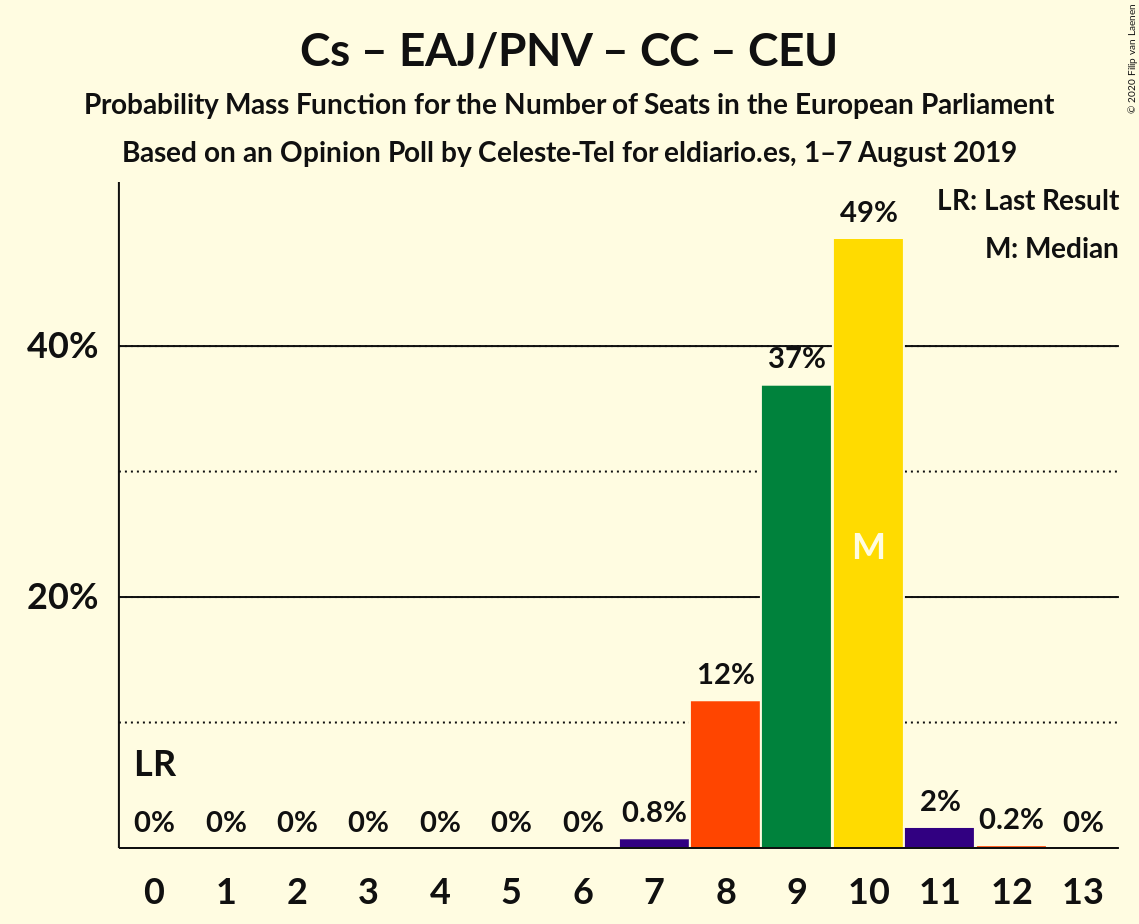 Cs – EAJ/PNV – CC – CEU
Probability Mass Function for the Number of Seats in the European Parliament
Based on an Opinion Poll by Celeste-Tel for eldiario.es, 1–7 August 2019
© 2020 Filip van Laenen
LR: Last Result
M: Median
49%
40%
37%
M
20%
12%
LR
0% 0% 0% 0% 0% 0% 0% 0.8% 2% 0.2% 0%
0 1 2 3 4 5 6 7 8 9 10 11 12 13